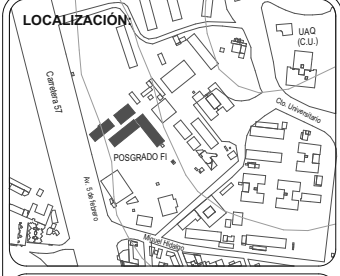 LOCALIZACIÓN:
UAQ
(C.U.)
Carretera 57
Cto. Universitario
POSGRADO FI
Av. 5 de febrero
Miguel Hidalgo